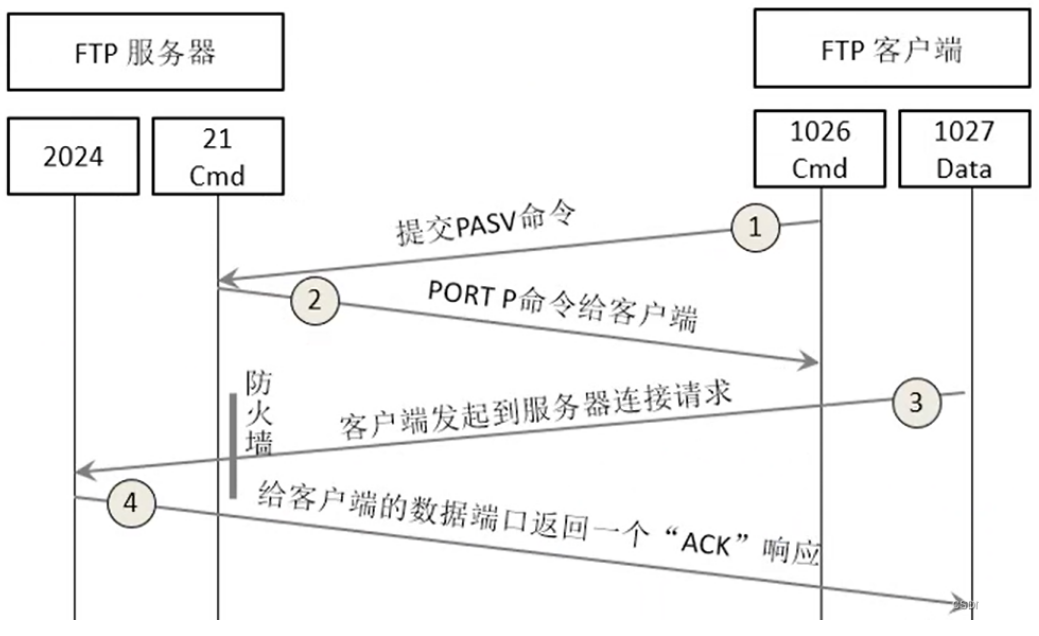 FTP 服务器
FTP 客户端
2024
21
Cmd
1026
Cmd
1027
Data
提交PASV命令
1
2
PORT P命令给客户端
防
火
墙
客户端发起到服务器连接请求
3
4
给客户端的数据端口返回一个“ACK”响应